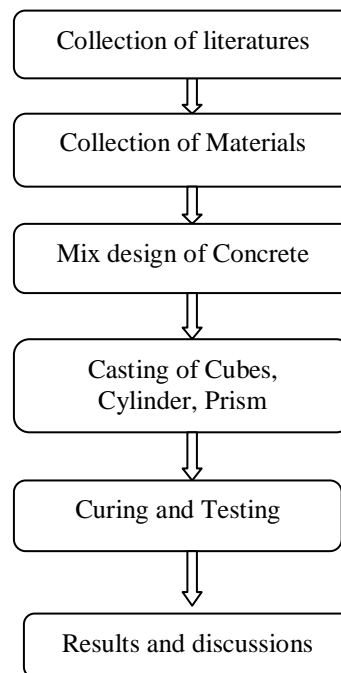 Collection of literatures
Collection of Materials
Mix design of Concrete
Casting of Cubes,
Cylinder, Prism
Curing and Testing
Results and discussions